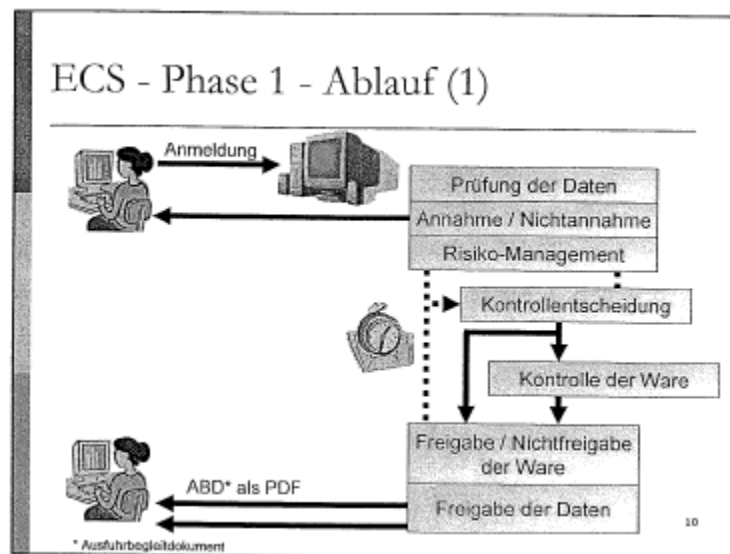 ECS - Phase 1 - Ablauf (1)
Anmeldung
Prüfung der Daten
Annahme / Nichtannahme
Risiko-Management
Kontrollentscheidung
Kontrolle der Ware
Freigabe / Nichtfreigabe
der Ware
ABD* als PDF
Freigabe der Daten
* Ausfuhrbegleitdokument
10